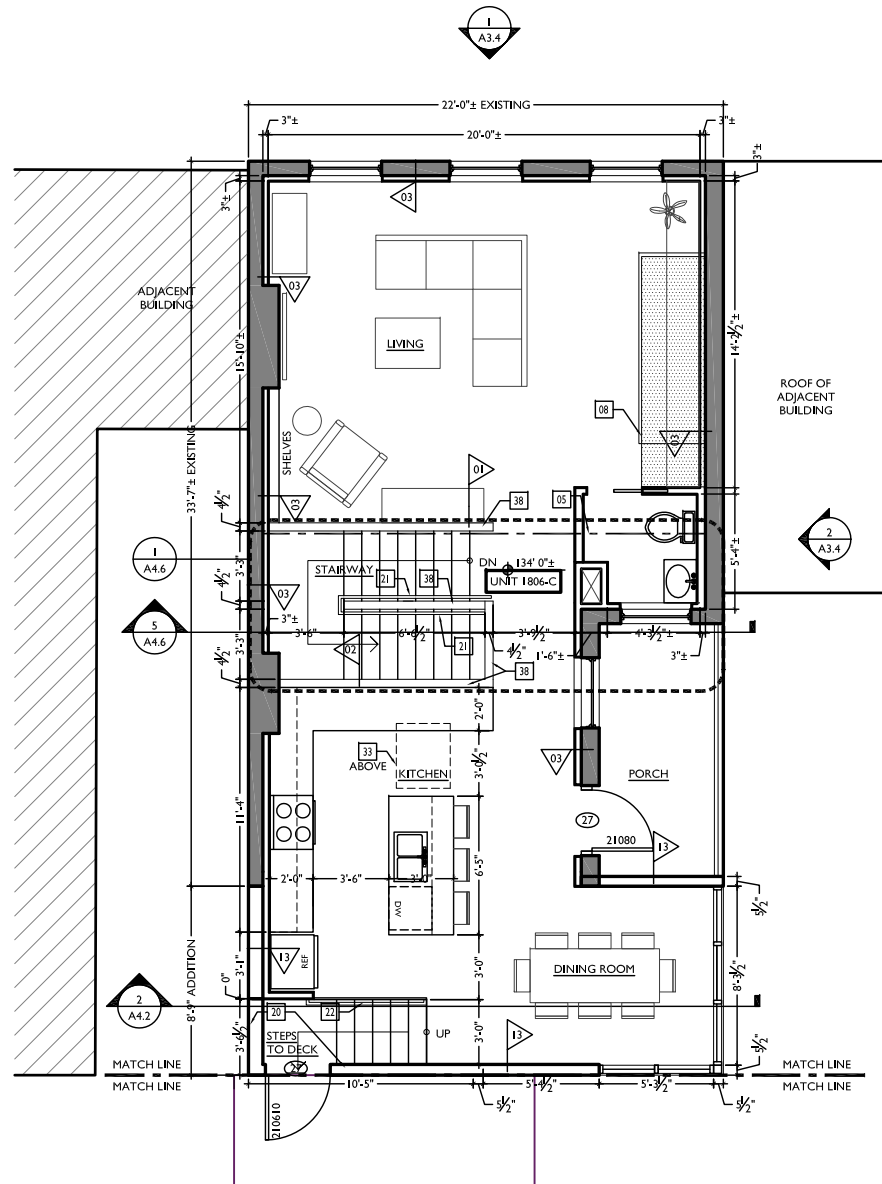 1
A3.4
22'-0"± EXISTING
3"±
3"±
20'-0"±
3"±
3"±
03
03
ADJACENT
BUILDING
14'-2½"±
15'-10"±
LIVING
ROOF OF
ADJACENT
BUILDING
08
03
33'-7"± EXISTING
SHELVES
01
03
38
05
4½"
2
A3.4
1
A4.6
3'-3"
DN
134' 0"±
5'-4"±
STAIRWAY
21
38
UNIT 1806-C
4½"
03
3"±
5
A4.6
3'-6"
6'-6½"
3'-9½"
4'-3½"±
3'-3"
02
21
4½"
1'-6"±
3"±
4½"
38
2'-0"
33
ABOVE
KITCHEN
3'-0½"
03
PORCH
11'-4"
27
21080
13
6'-5"
2'-0"
3'-6"
3'-0"
5½"
DW
3'-1"
13
REF
3'-0"
DINING ROOM
8'-3½"
8'-9" ADDITION
0"
2
A4.2
20
22
UP
3'-0"
13
3'-6½"
STEPS
TO DECK
5½"
MATCH LINE
MATCH LINE
MATCH LINE
MATCH LINE
10'-5"
5'-4½"
5'-3½"
5½"
5½"
210610